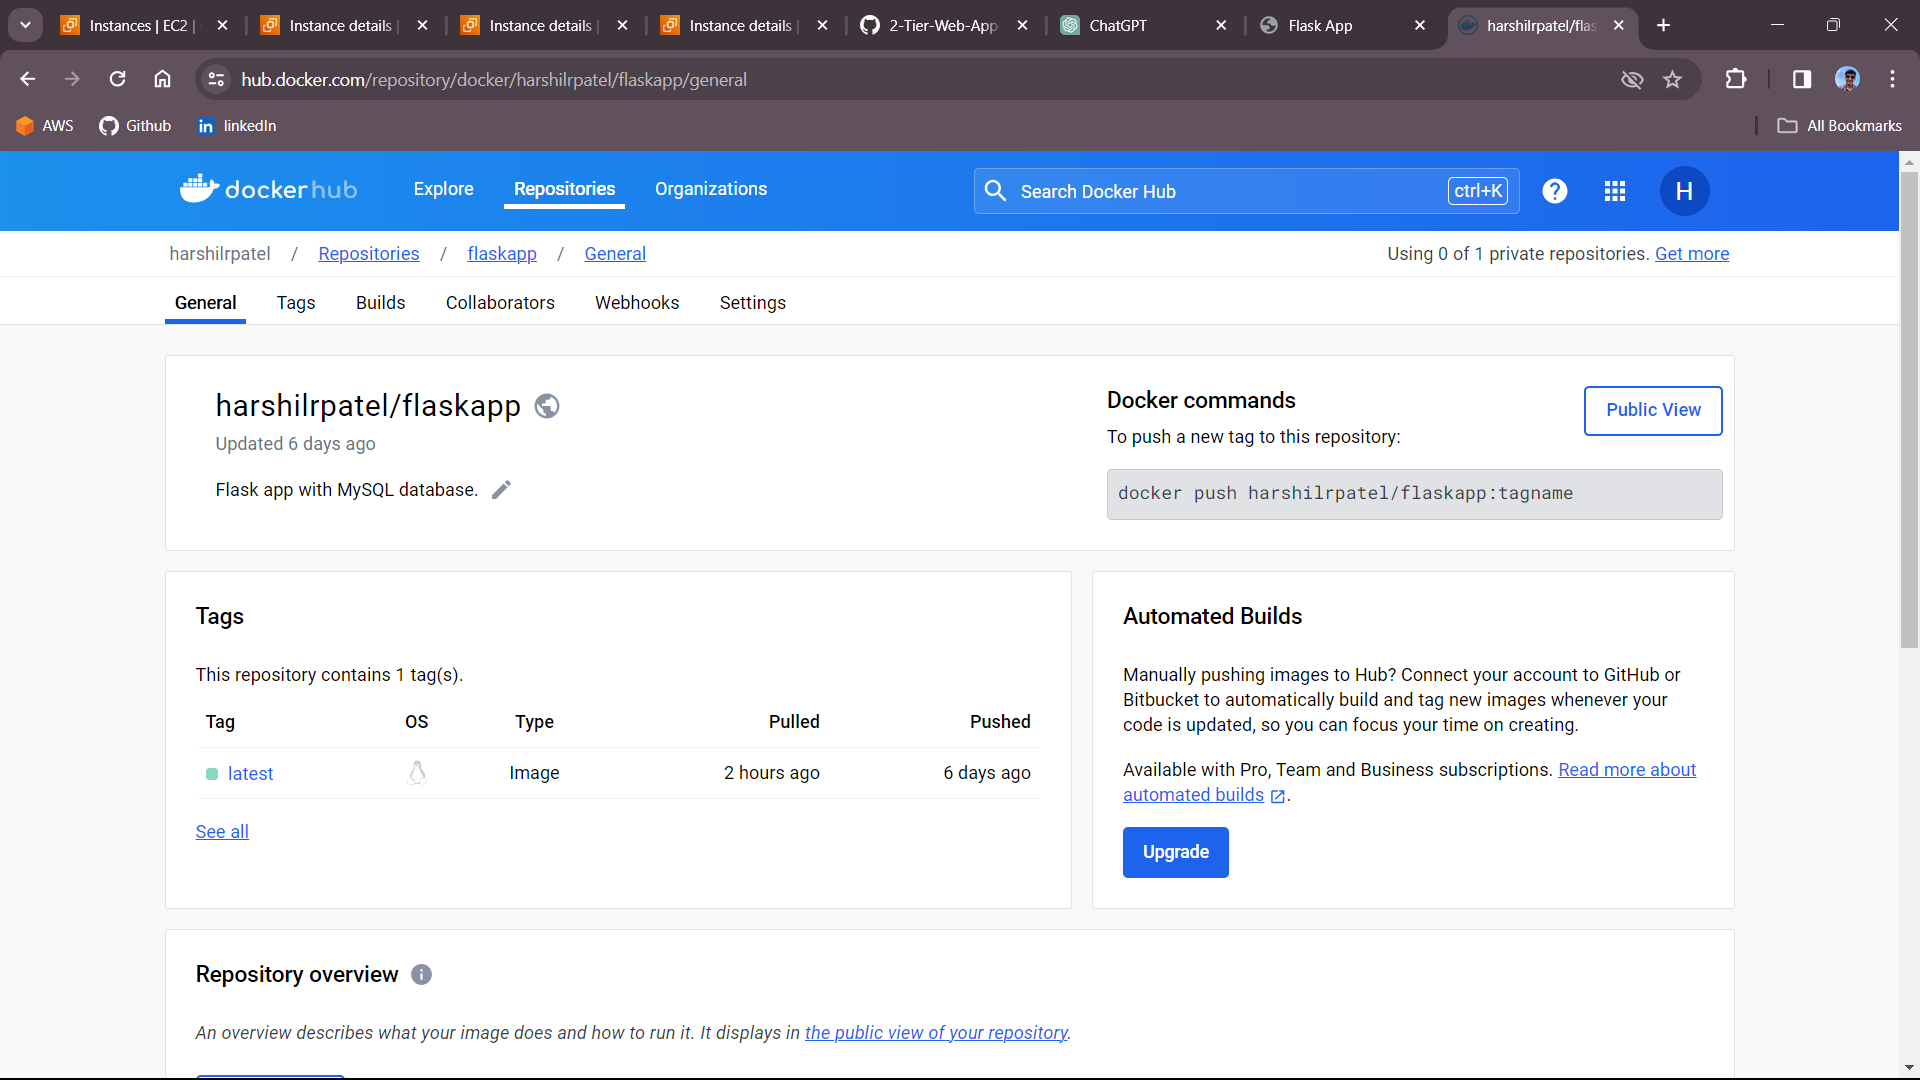 Instances | EC2 |
Instance details |
Instance details |
Instance details |
2-Tier-Web-App-
ChatGPT
Flask App
harshilrpatel/flas
hub.docker.com/repository/docker/harshilrpatel/flaskapp/general
AWS
Github
linkedIn
All Bookmarks
docker hub
Explore
Repositories
Organizations
Search Docker Hub
ctrl+K
?
H
harshilrpatel / Repositories / flaskapp / General
Using 0 of 1 private repositories. Get more
General
Tags
Builds
Collaborators
Webhooks
Settings
harshilrpatel/flaskapp
Updated 6 days ago
Flask app with MySQL database.
Docker commands
Public View
To push a new tag to this repository:
docker push harshilrpatel/flaskapp:tagname
Tags
This repository contains 1 tag(s).
Tag OS Type Pulled Pushed
latest Image 2 hours ago 6 days ago
See all
Automated Builds
Manually pushing images to Hub? Connect your account to GitHub or
Bitbucket to automatically build and tag new images whenever your
code is updated, so you can focus your time on creating.
Available with Pro, Team and Business subscriptions. Read more about
automated builds .
Upgrade
Repository overview
An overview describes what your image does and how to run it. It displays in the public view of your repository.